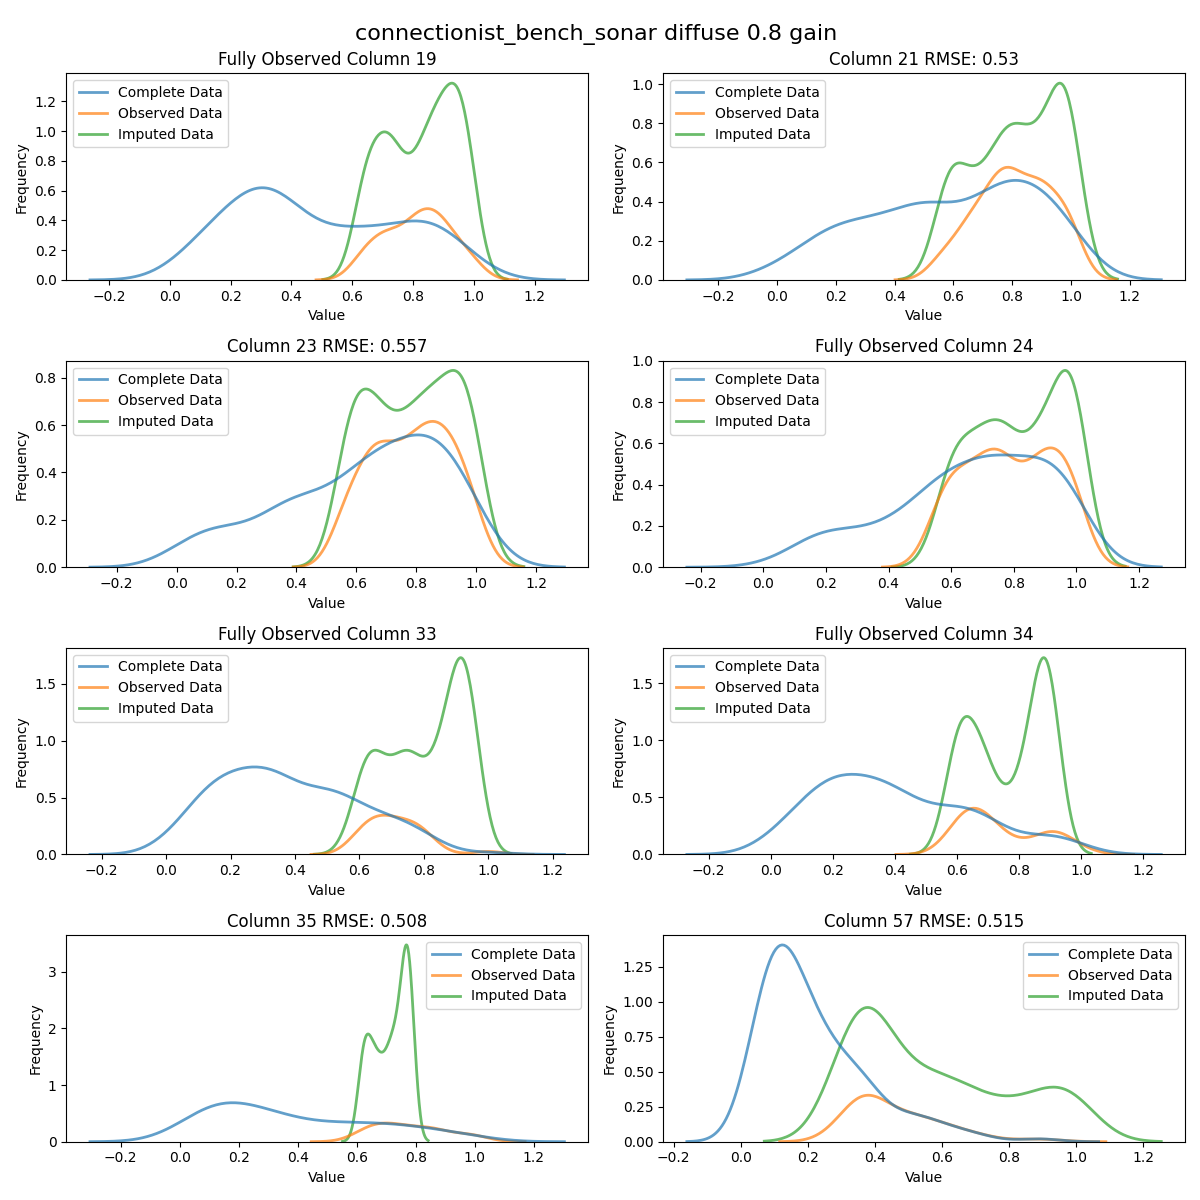 connectionist_bench_sonar diffuse 0.8 gain
Fully Observed Column 19
Complete Data
Observed Data
Imputed Data
Frequency
0.0
0.2
0.4
0.6
0.8
1.0
1.2
−0.2 0.0 0.2 0.4 0.6 0.8 1.0 1.2
Value
Column 21 RMSE: 0.53
Complete Data
Observed Data
Imputed Data
Frequency
0.0
0.2
0.4
0.6
0.8
1.0
−0.2 0.0 0.2 0.4 0.6 0.8 1.0 1.2
Value
Column 23 RMSE: 0.557
Complete Data
Observed Data
Imputed Data
Frequency
0.0
0.2
0.4
0.6
0.8
−0.2 0.0 0.2 0.4 0.6 0.8 1.0 1.2
Value
Fully Observed Column 24
Complete Data
Observed Data
Imputed Data
Frequency
0.0
0.2
0.4
0.6
0.8
1.0
−0.2 0.0 0.2 0.4 0.6 0.8 1.0 1.2
Value
Fully Observed Column 33
Complete Data
Observed Data
Imputed Data
Frequency
0.0
0.5
1.0
1.5
−0.2 0.0 0.2 0.4 0.6 0.8 1.0 1.2
Value
Fully Observed Column 34
Complete Data
Observed Data
Imputed Data
Frequency
0.0
0.5
1.0
1.5
−0.2 0.0 0.2 0.4 0.6 0.8 1.0 1.2
Value
Column 35 RMSE: 0.508
Complete Data
Observed Data
Imputed Data
Frequency
0
1
2
3
−0.2 0.0 0.2 0.4 0.6 0.8 1.0 1.2
Value
Column 57 RMSE: 0.515
Complete Data
Observed Data
Imputed Data
Frequency
0.00
0.25
0.50
0.75
1.00
1.25
−0.2 0.0 0.2 0.4 0.6 0.8 1.0 1.2
Value